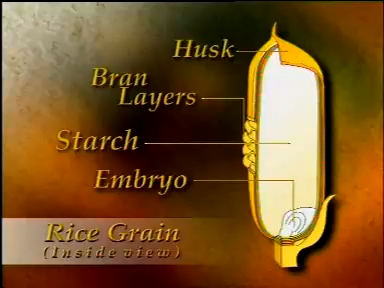 Husk
Bran
Layers
Starch
Embryo
Rice Grain
(Inside view)